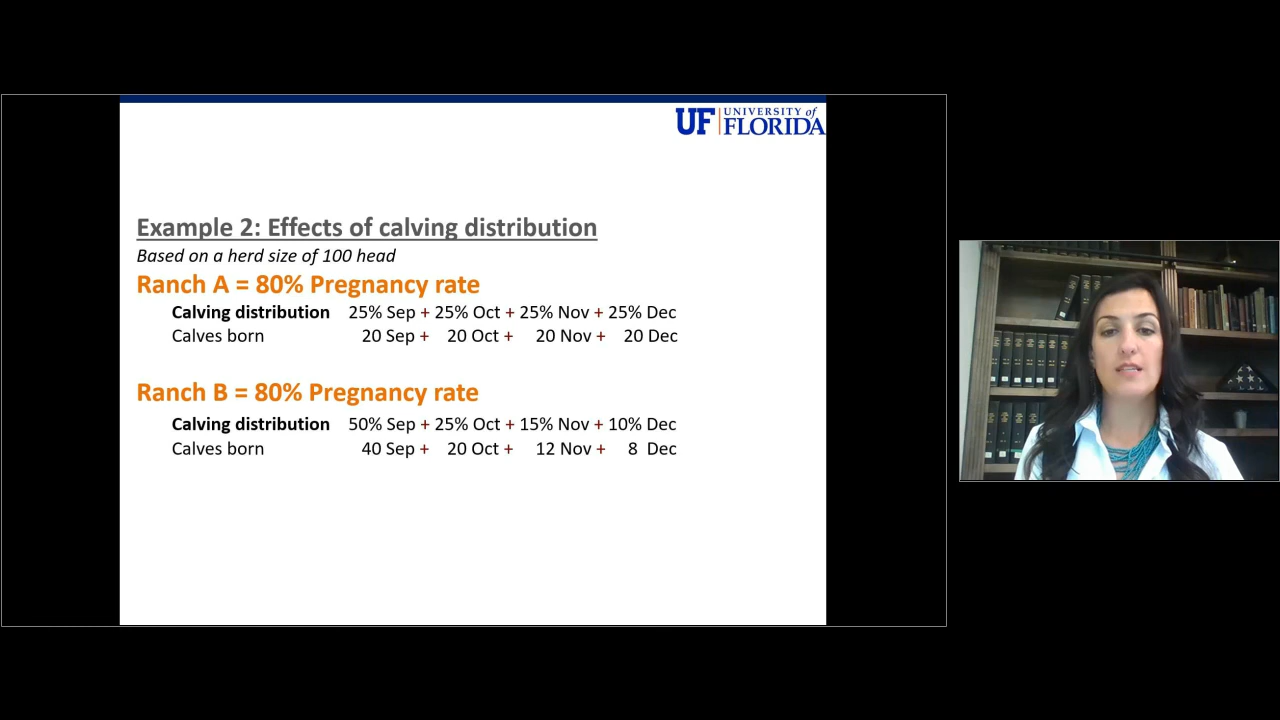 UF UNIVERSITY of
FLORIDA
Example 2: Effects of calving distribution
Based on a herd size of 100 head
Ranch A = 80% Pregnancy rate
Calving distribution 25% Sep + 25% Oct + 25% Nov + 25% Dec
Calves born 20 Sep + 20 Oct + 20 Nov + 20 Dec
Ranch B = 80% Pregnancy rate
Calving distribution 50% Sep + 25% Oct + 15% Nov + 10% Dec
Calves born 40 Sep + 20 Oct + 12 Nov + 8 Dec